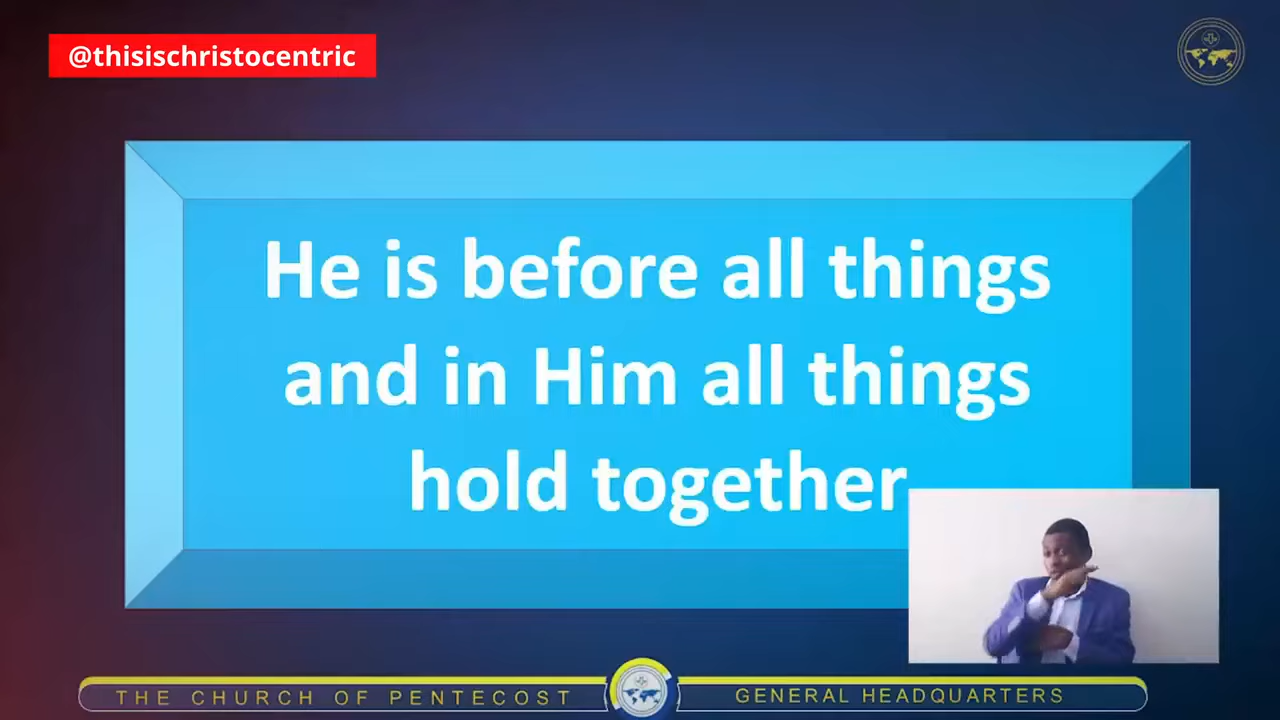 @thisischristocentric
He is before all things
and in Him all things
hold together
THE CHURCH OF PENTECOST
GENERAL HEADQUARTERS